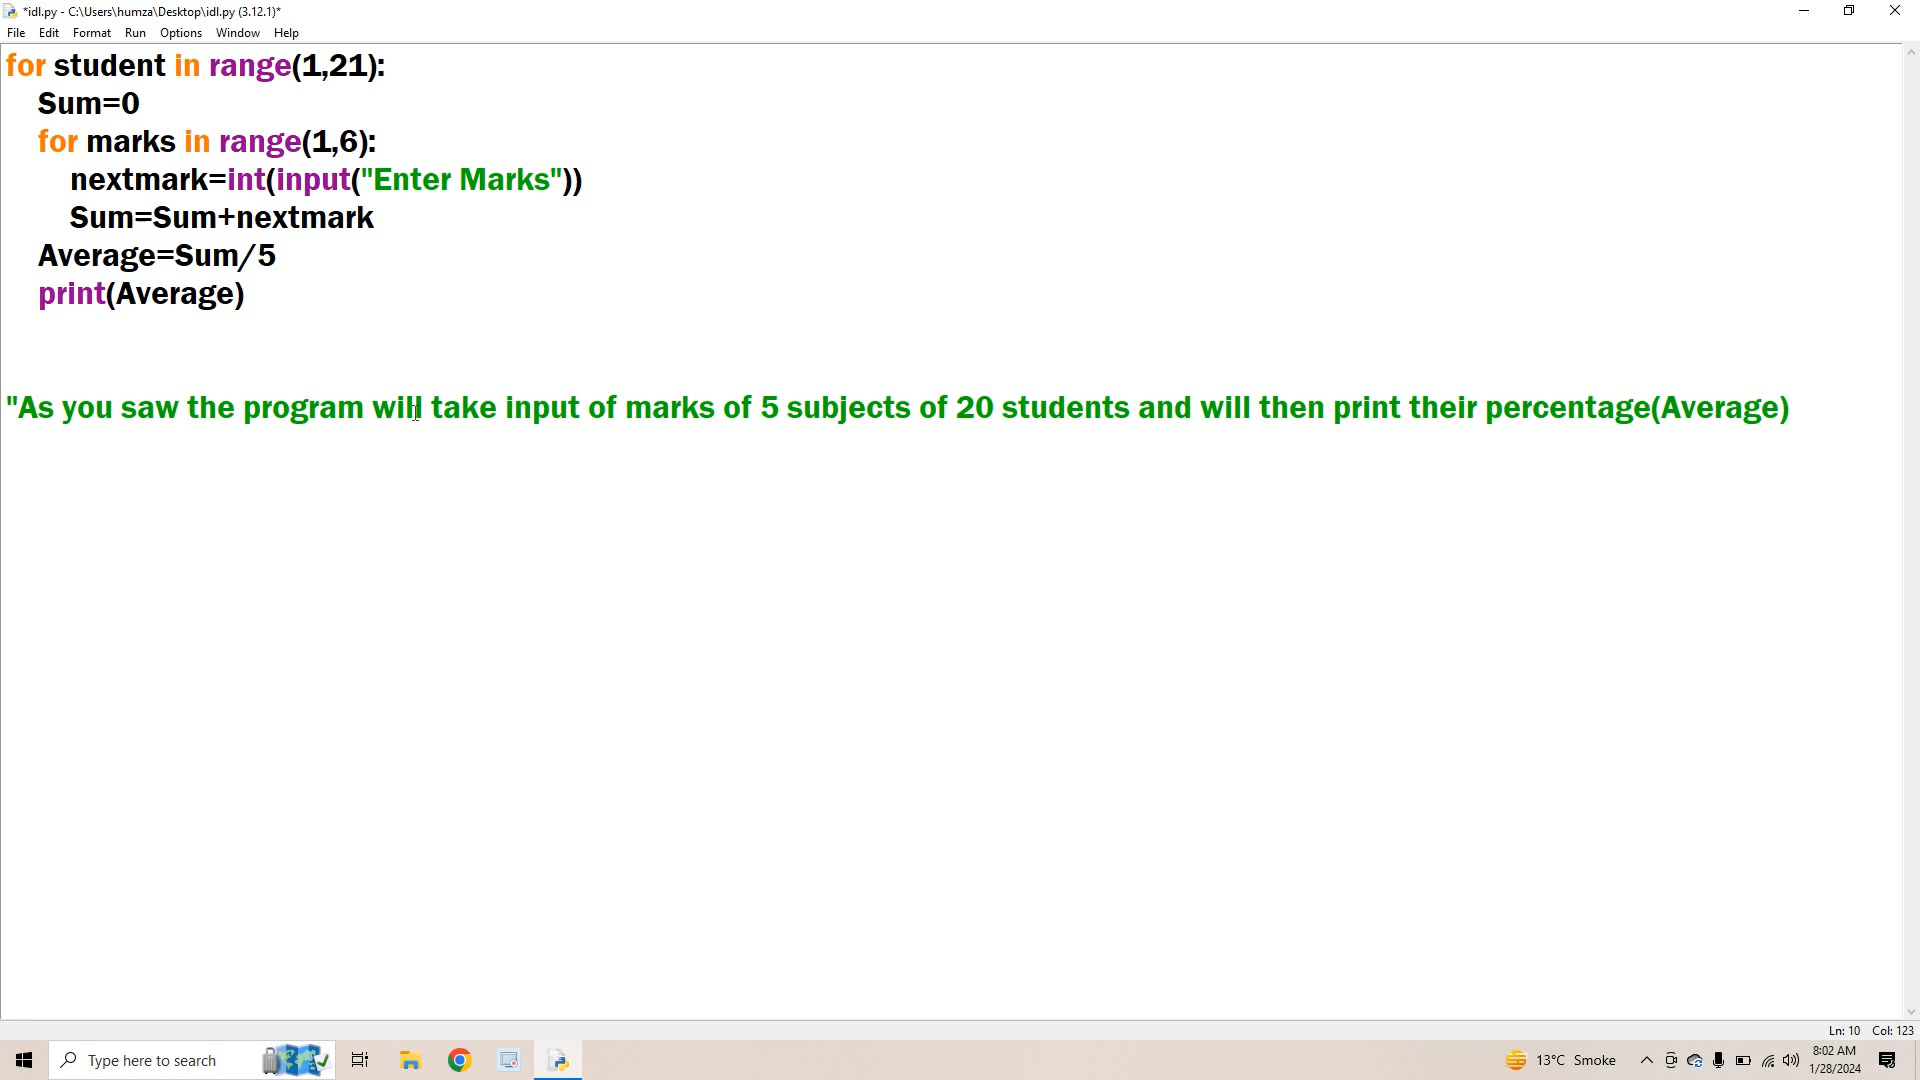 *idl.py - C:\Users\humza\Desktop\idl.py (3.12.1)*
File Edit Format Run Options Window Help
for student in range(1,21):
    Sum=0
    for marks in range(1,6):
        nextmark=int(input("Enter Marks"))
        Sum=Sum+nextmark
    Average=Sum/5
    print(Average)
"As you saw the program will take input of marks of 5 subjects of 20 students and will then print their percentage(Average)
Ln: 10 Col: 123
Type here to search
13°C Smoke
8:02 AM
1/28/2024